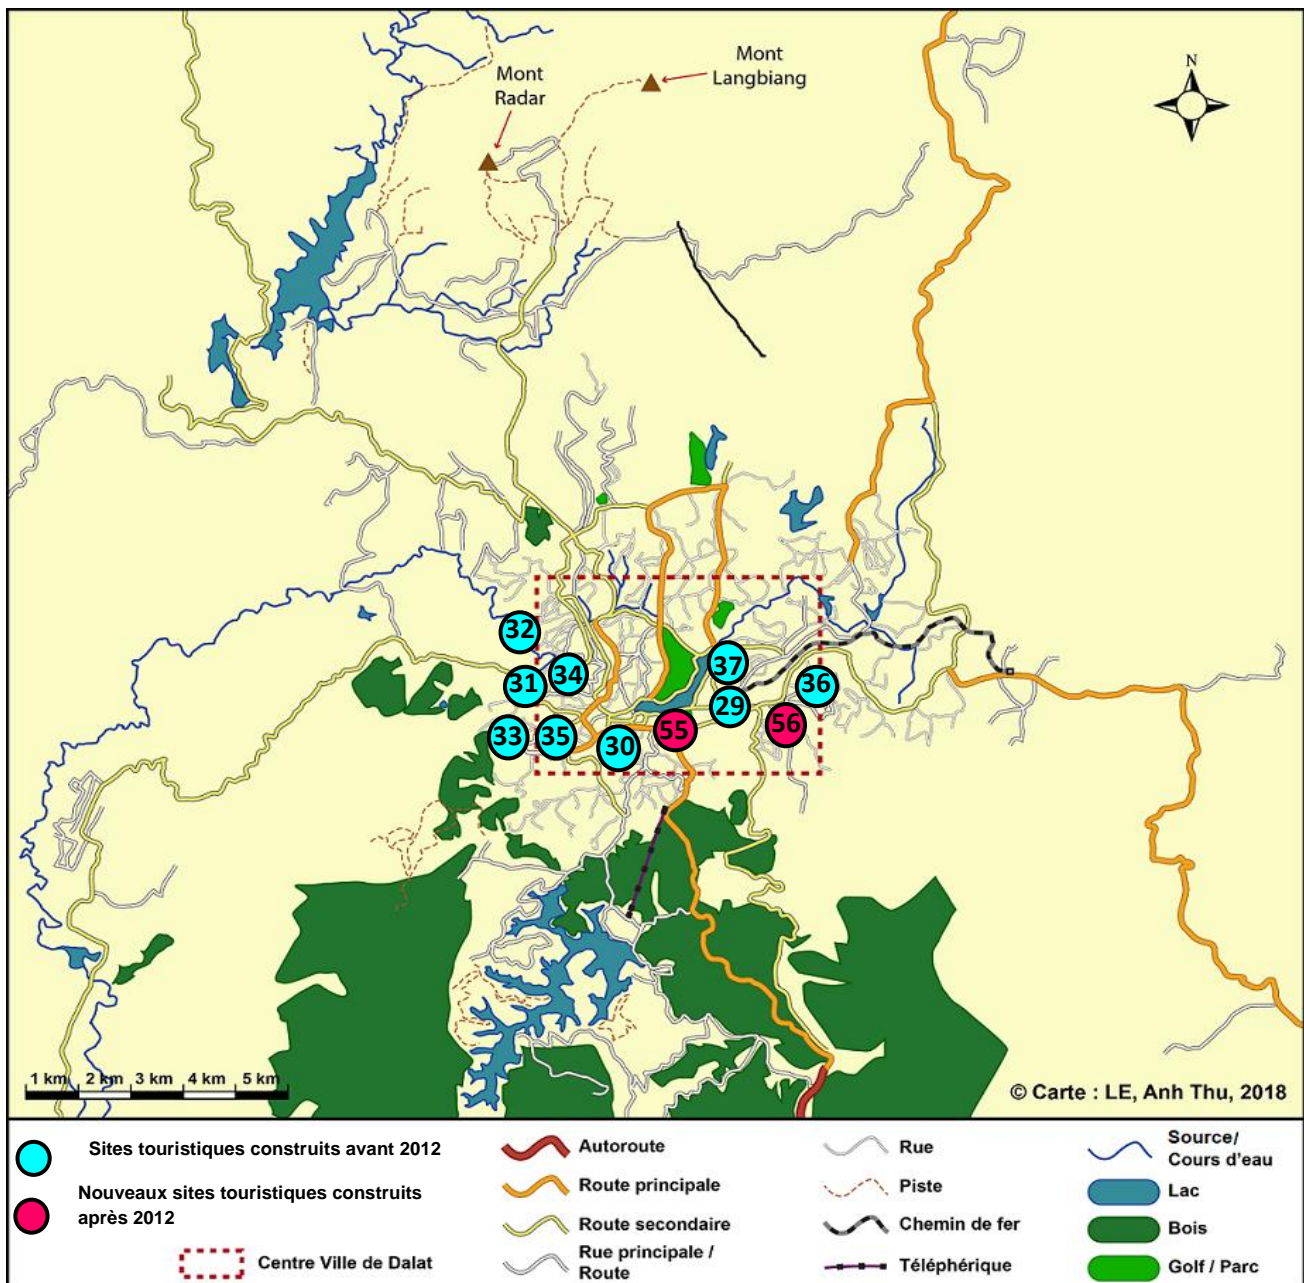 Mont
Langbiang
Mont
Radar
N
32
31
34
37
36
29
33
35
30
55
56
1 km
2 km
3 km
4 km
5 km
© Carte : LE, Anh Thu, 2018
Sites touristiques construits avant 2012
Nouveaux sites touristiques construits
après 2012
Centre Ville de Dalat
Autoroute
Route principale
Route secondaire
Rue principale /
Route
Rue
Piste
Chemin de fer
Téléphérique
Source/
Cours d'eau
Lac
Bois
Golf / Parc